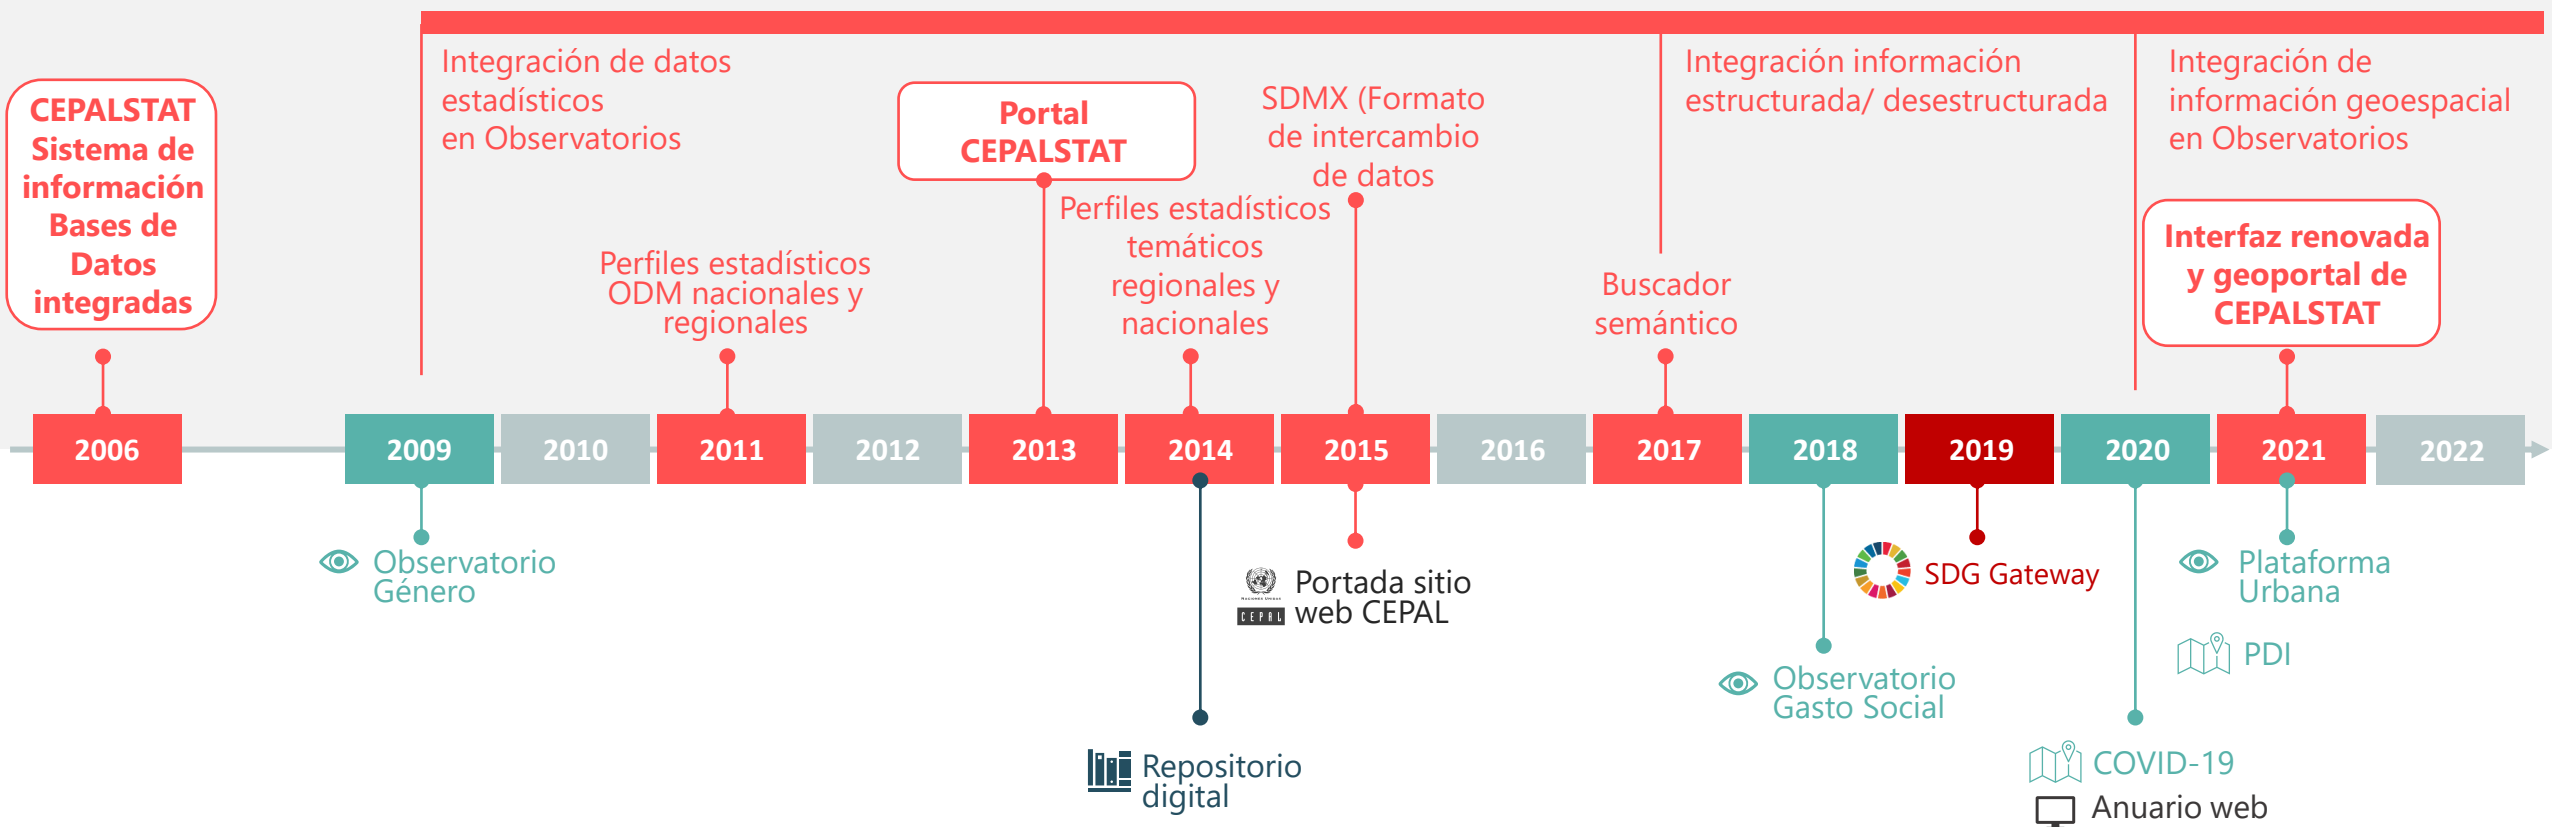 CEPALSTAT
Sistema de
información
Bases de
Datos
integradas
Integración de datos
estadísticos
en Observatorios
Perfiles estadísticos
ODM nacionales y
regionales
Portal
CEPALSTAT
Perfiles estadísticos
temáticos
regionales y
nacionales
SDMX (Formato
de intercambio
de datos
Buscador
semántico
Integración información
estructurada/ desestructurada
Integración de
información geoespacial
en Observatorios
Interfaz renovada
y geoportal de
CEPALSTAT
2006
2009
2010
2011
2012
2013
2014
2015
2016
2017
2018
2019
2020
2021
2022
Observatorio
Género
Repositorio
digital
NACIONES UNIDAS
CEPAL
Portada sitio
web CEPAL
Observatorio
Gasto Social
SDG Gateway
COVID-19
Anuario web
Plataforma
Urbana
PDI